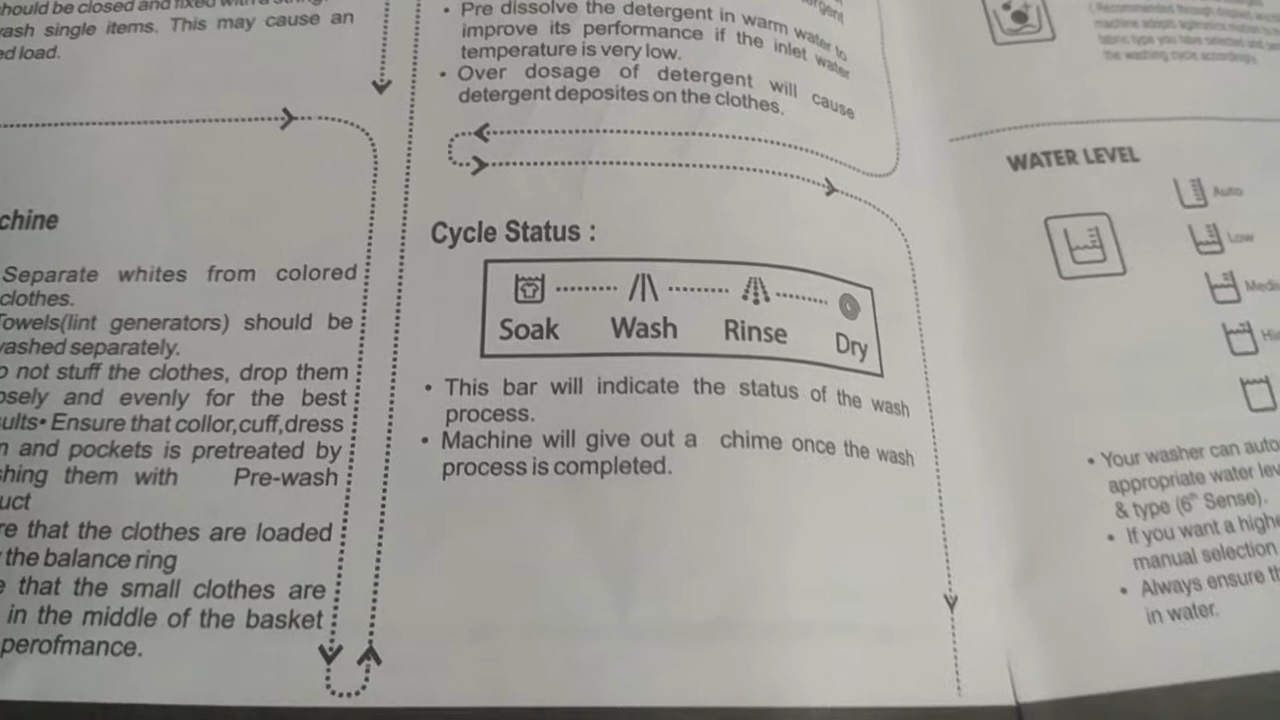 should be closed and fixed with a string.
wash single items. This may cause an
ed load.
chine
Separate whites from colored
clothes.
Towels(lint generators) should be
washed separately.
o not stuff the clothes, drop them
osely and evenly for the best
ults• Ensure that collor,cuff,dress
n and pockets is pretreated by
shing them with Pre-wash
uct
re that the clothes are loaded
the balance ring
e that the small clothes are
in the middle of the basket
perofmance.
• Pre dissolve the detergent in warm water to
improve its performance if the inlet water
temperature is very low.
• Over dosage of detergent will cause
detergent deposites on the clothes.
Cycle Status :
Soak Wash Rinse Dry
• This bar will indicate the status of the wash
process.
• Machine will give out a chime once the wash
process is completed.
WATER LEVEL
Auto
Low
• Your washer can auto
appropriate water lev
& type (6th Sense).
• If you want a high
manual selection
• Always ensure th
in water.